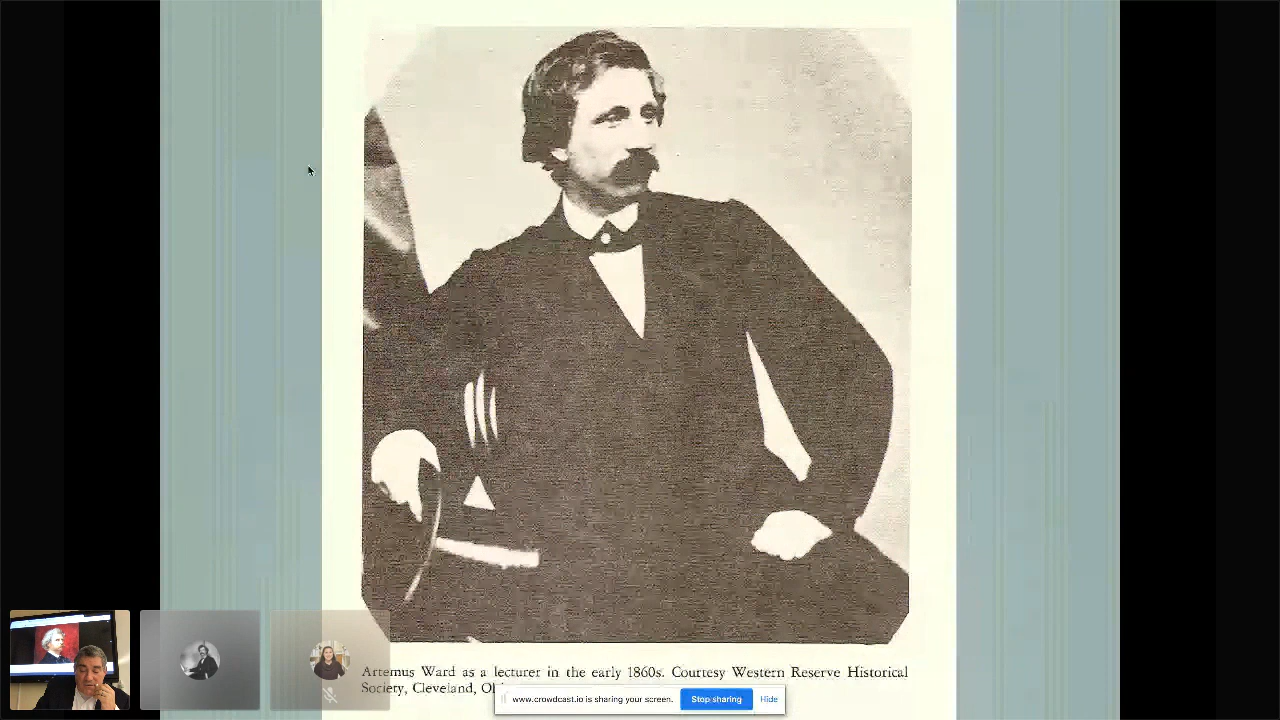 Artemus Ward as a lecturer in the early 1860s. Courtesy Western Reserve Historical
Society, Cleveland,
www.crowdcast.io is sharing your screen.
Stop sharing
Hide